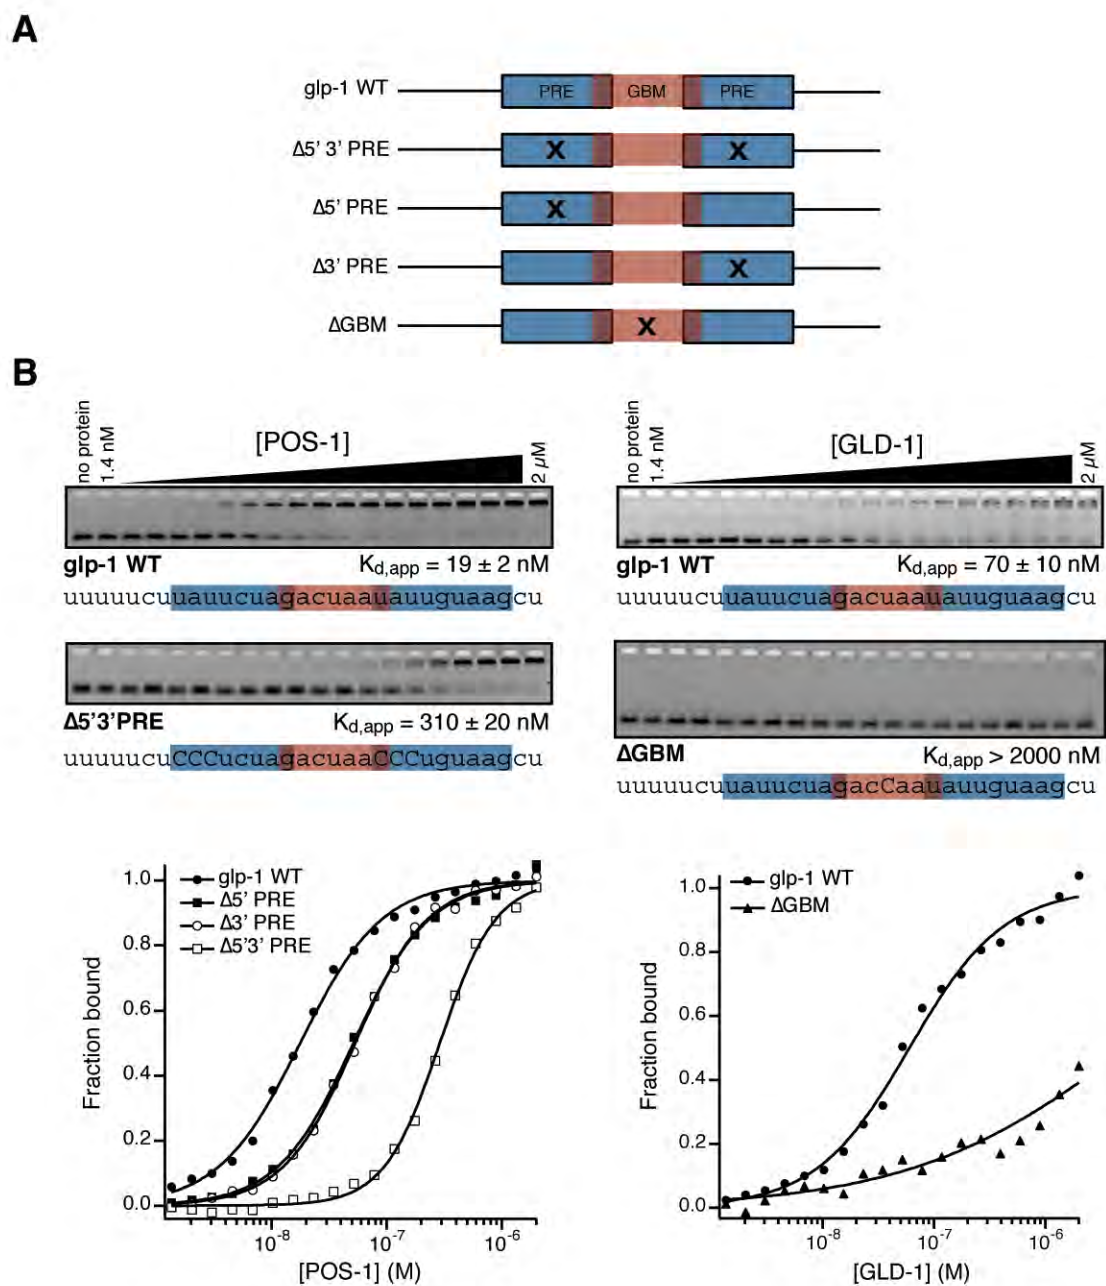 A
glp-1 WT
PRE GBM PRE
Δ5' 3' PRE
X X
Δ5' PRE
X
Δ3' PRE
X
ΔGBM
X
B
no protein
1.4 nM
[POS-1]
2 µM
glp-1 WT
Kd,app = 19 ± 2 nM
uuuuucuuauucuagacuaauauuguaagcu
Δ5'3'PRE
Kd,app = 310 ± 20 nM
uuuuucuCCCucuagacuaaCCCuguaagcu
no protein
1.4 nM
[GLD-1]
2 µM
glp-1 WT
Kd,app = 70 ± 10 nM
uuuuucuuauucuagacuaauauuguaagcu
ΔGBM
Kd,app > 2000 nM
uuuuucuuauucuagacCaauauuguaagcu
glp-1 WT
Δ5' PRE
Δ3' PRE
Δ5'3' PRE
Fraction bound
1.0
0.8
0.6
0.4
0.2
0.0
10-8 10-7 10-6
[POS-1] (M)
glp-1 WT
ΔGBM
Fraction bound
1.0
0.8
0.6
0.4
0.2
0.0
10-8 10-7 10-6
[GLD-1] (M)